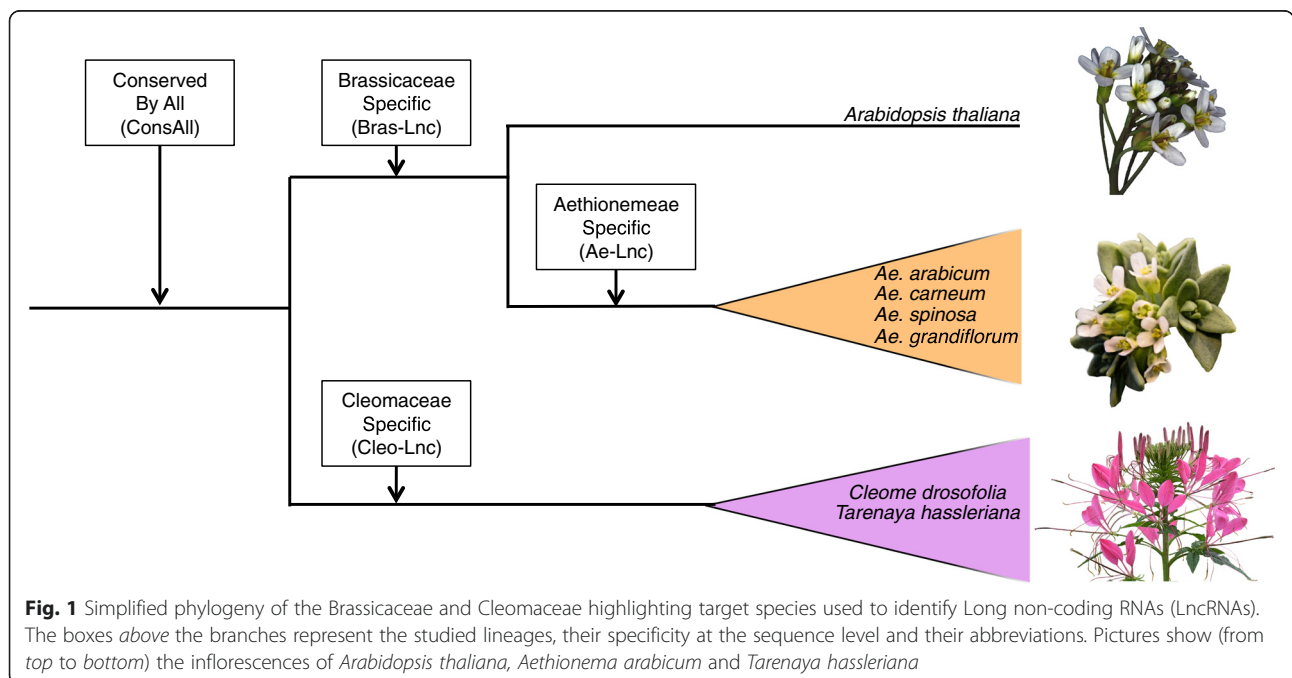 Conserved
By All
(ConsAll)
Brassicaceae
Specific
(Bras-Lnc)
Arabidopsis thaliana
Aethionemeae
Specific
(Ae-Lnc)
Ae. arabicum
Ae. carneum
Ae. spinosa
Ae. grandiflorum
Cleomaceae
Specific
(Cleo-Lnc)
Cleome drosofolia
Tarenaya hassleriana
Fig. 1 Simplified phylogeny of the Brassicaceae and Cleomaceae highlighting target species used to identify Long non-coding RNAs (LncRNAs).
The boxes above the branches represent the studied lineages, their specificity at the sequence level and their abbreviations. Pictures show (from
top to bottom) the inflorescences of Arabidopsis thaliana, Aethionema arabicum and Tarenaya hassleriana